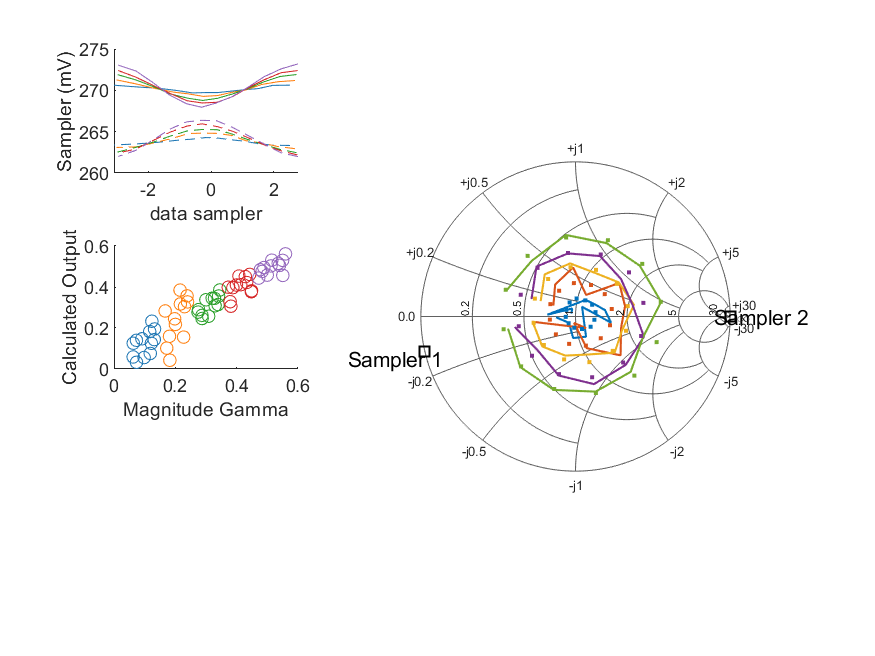 275
270
265
260
Sampler (mV)
-2
0
2
data sampler
0.6
0.4
0.2
0
Calculated Output
0
0.2
0.4
0.6
Magnitude Gamma
+j1
+j0.5
+j2
+j0.2
+j5
0.0
0.2
0.5
1
2
5
30
+j30
-j30
Sampler 2
Sampler 1
-j0.2
-j5
-j0.5
-j2
-j1